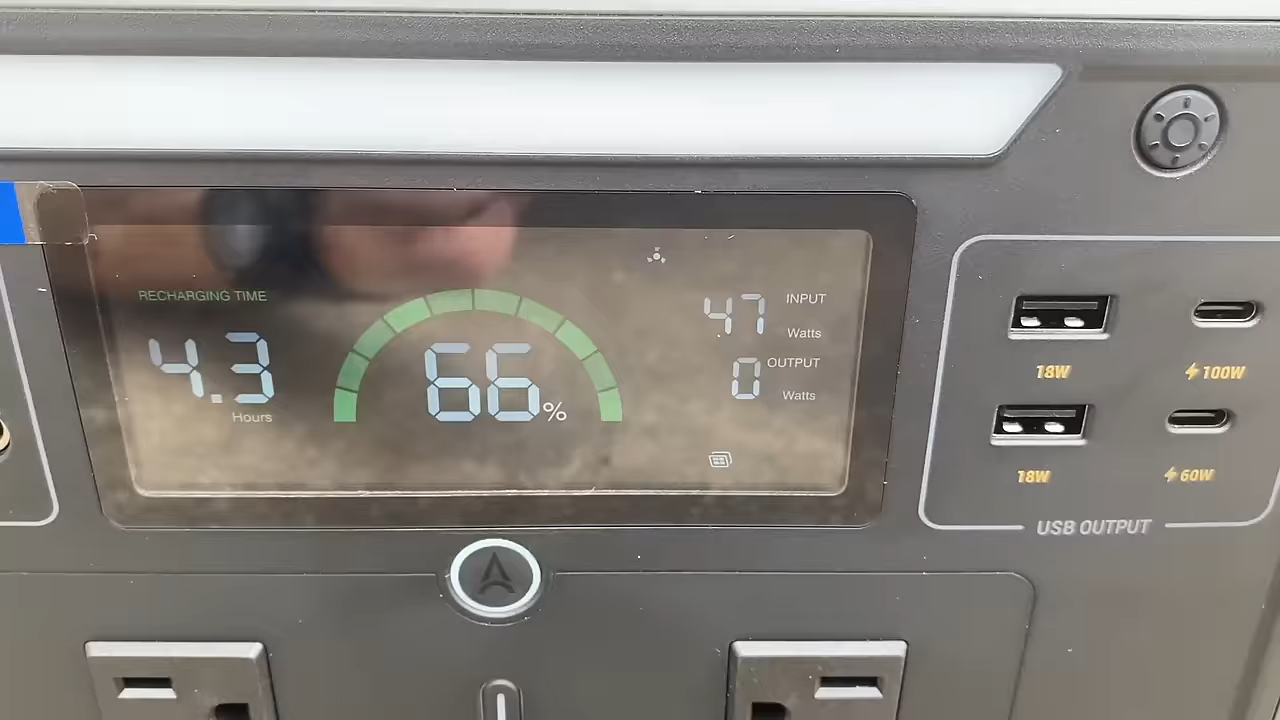 RECHARGING TIME
4.3
Hours
66%
47 INPUT
Watts
0 OUTPUT
Watts
18W
100W
18W
60W
USB OUTPUT